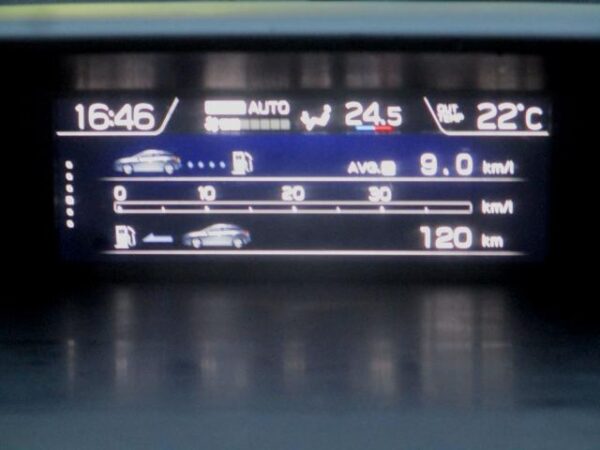 16:46 AUTO 24.5 OUT TEMP 22°C
AVG. 9.0 km/l
0 10 20 30
km/l
120 km